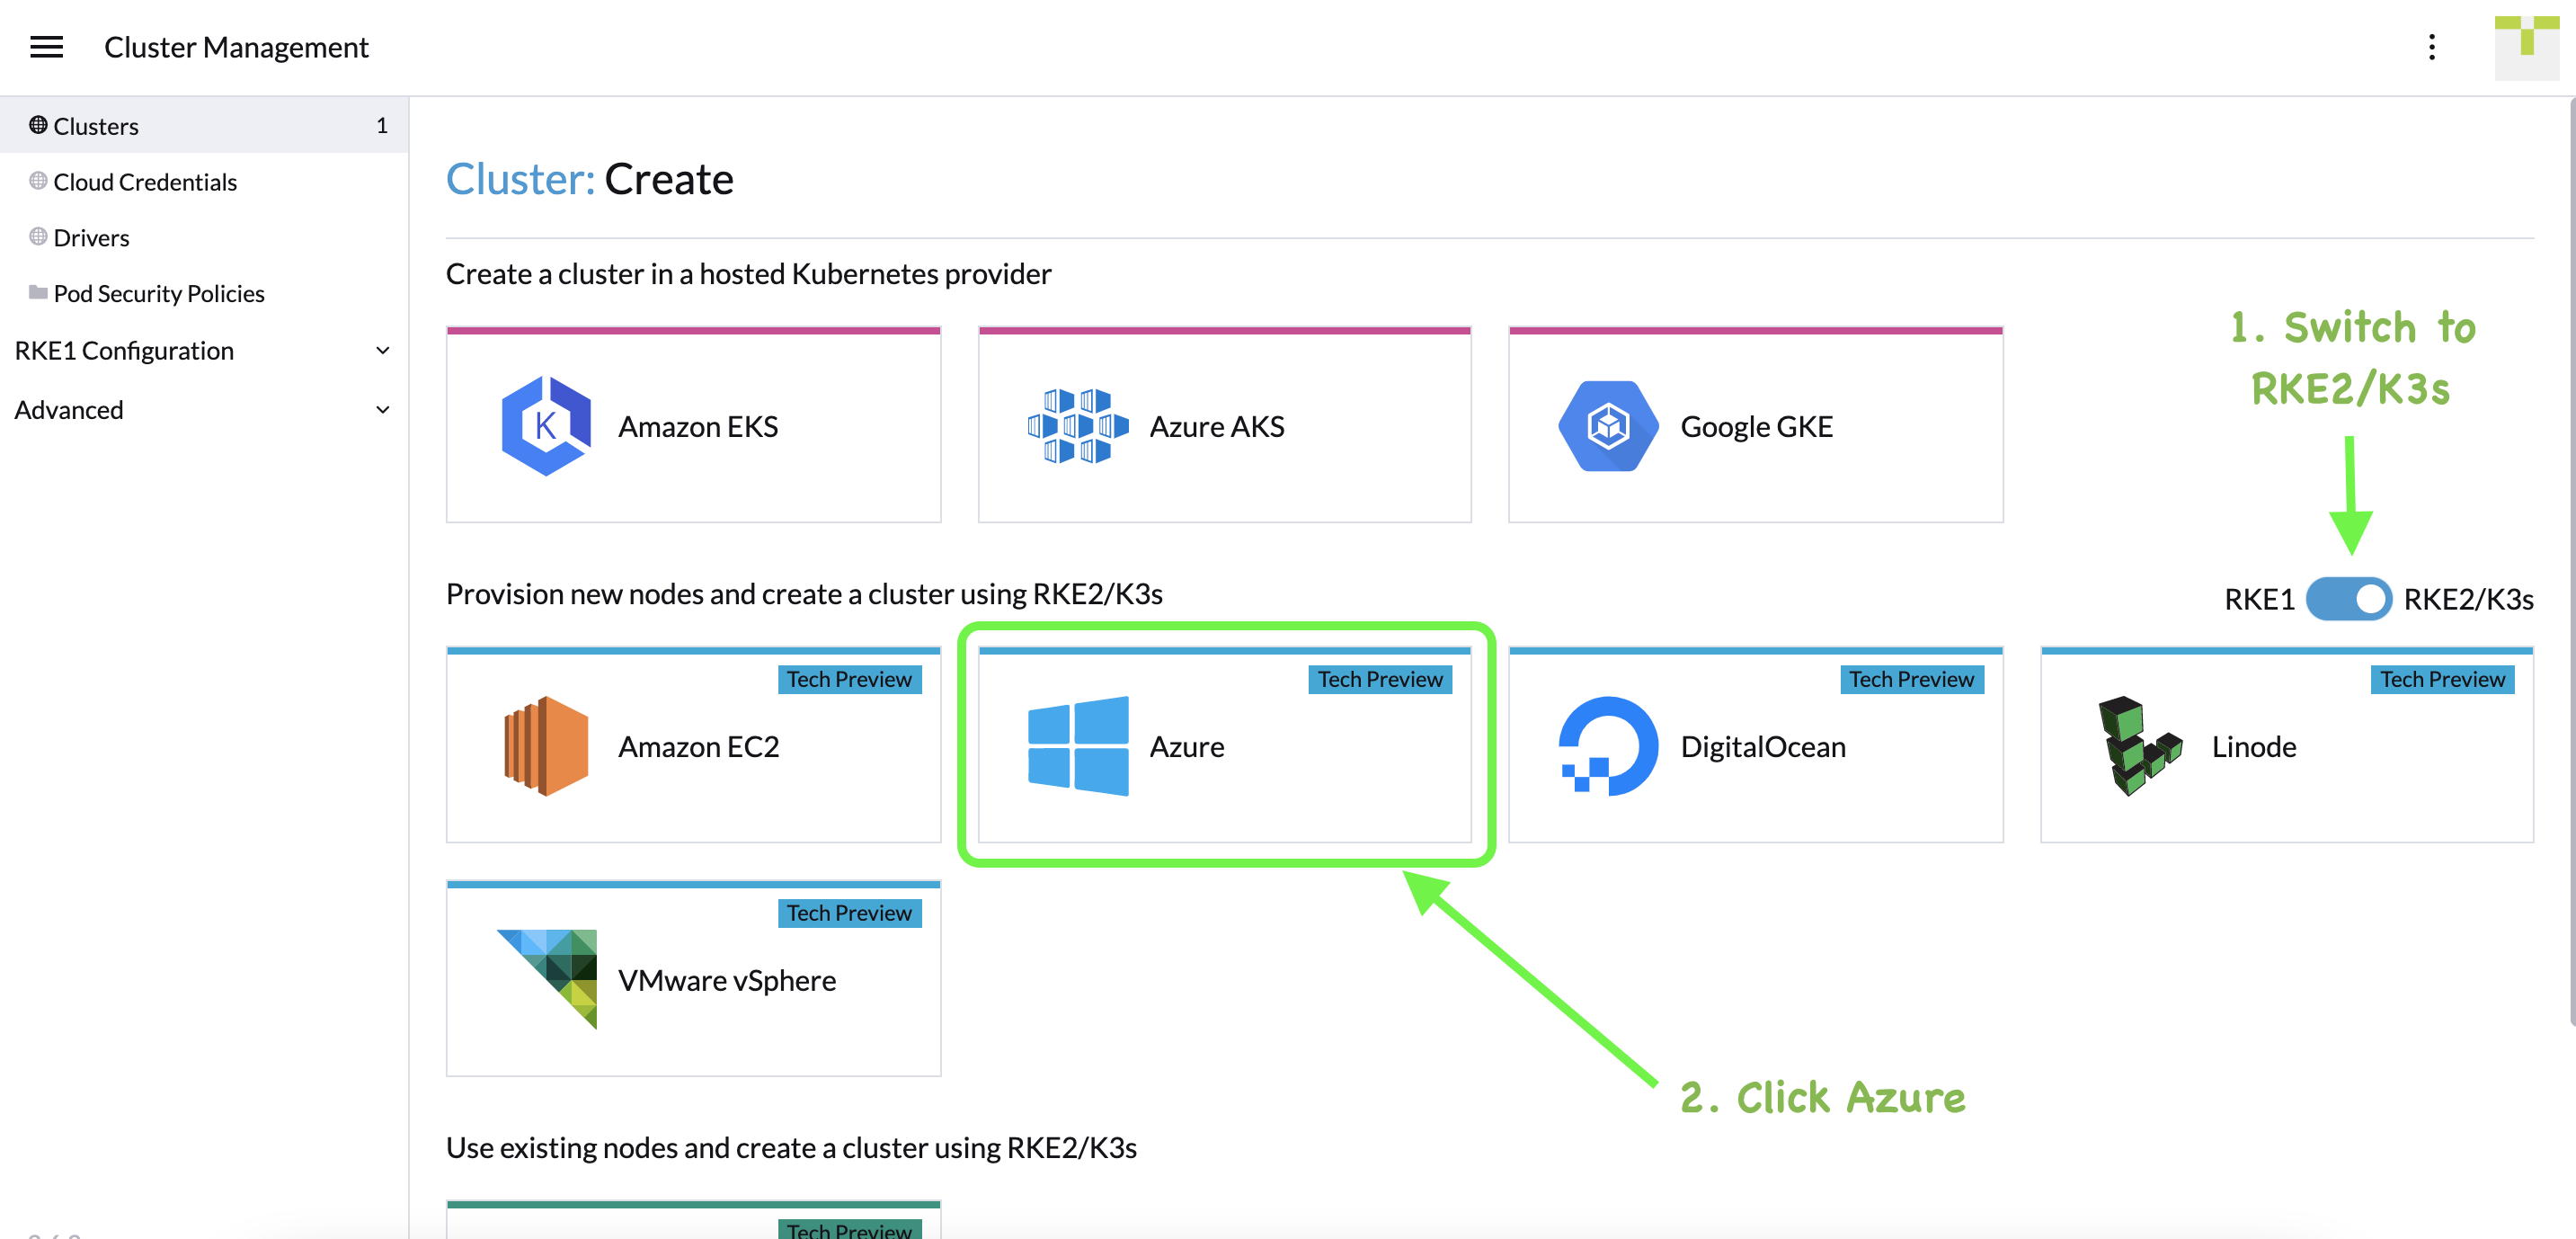 Cluster Management
Clusters 1
Cloud Credentials
Drivers
Pod Security Policies
RKE1 Configuration
Advanced
Cluster: Create
Create a cluster in a hosted Kubernetes provider
K
Amazon EKS
Azure AKS
Google GKE
1. Switch to
RKE2/K3s
Provision new nodes and create a cluster using RKE2/K3s
RKE1 RKE2/K3s
Tech Preview
Amazon EC2
Tech Preview
Azure
Tech Preview
DigitalOcean
Tech Preview
Linode
Tech Preview
VMware vSphere
2. Click Azure
Use existing nodes and create a cluster using RKE2/K3s
Tech Preview